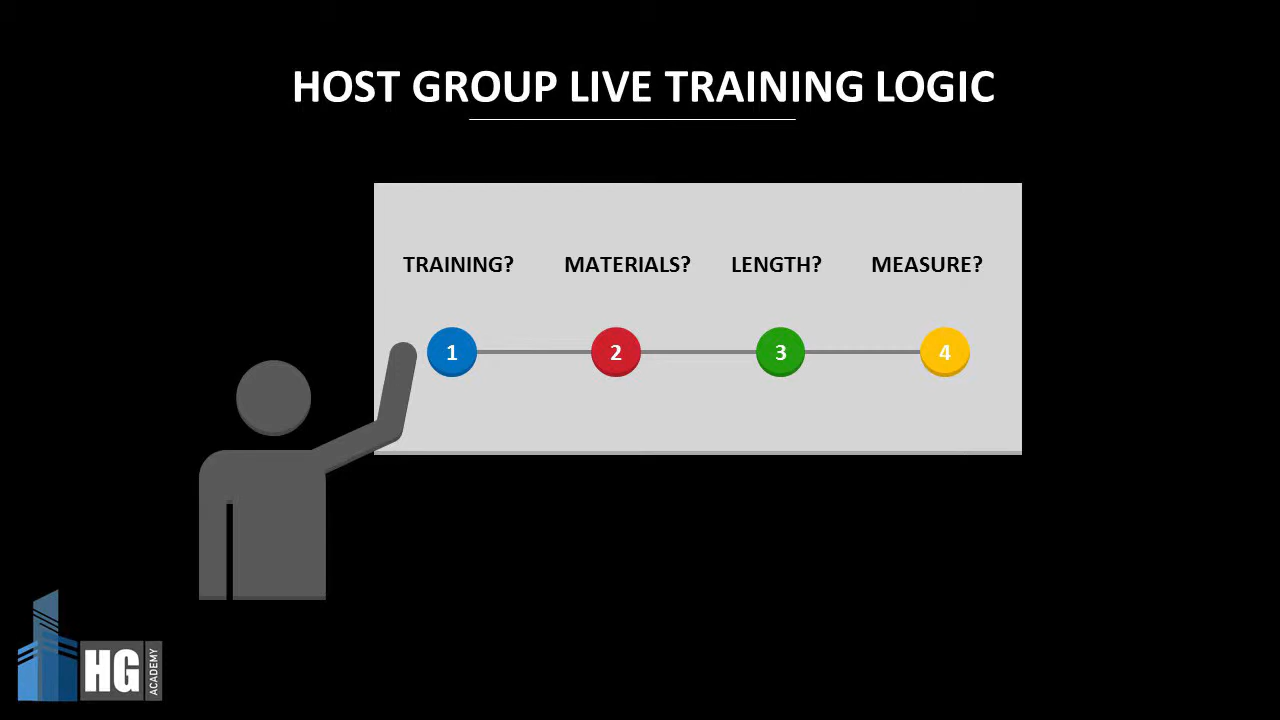 HOST GROUP LIVE TRAINING LOGIC
TRAINING? MATERIALS? LENGTH? MEASURE?
1 2 3 4
HG ACADEMY